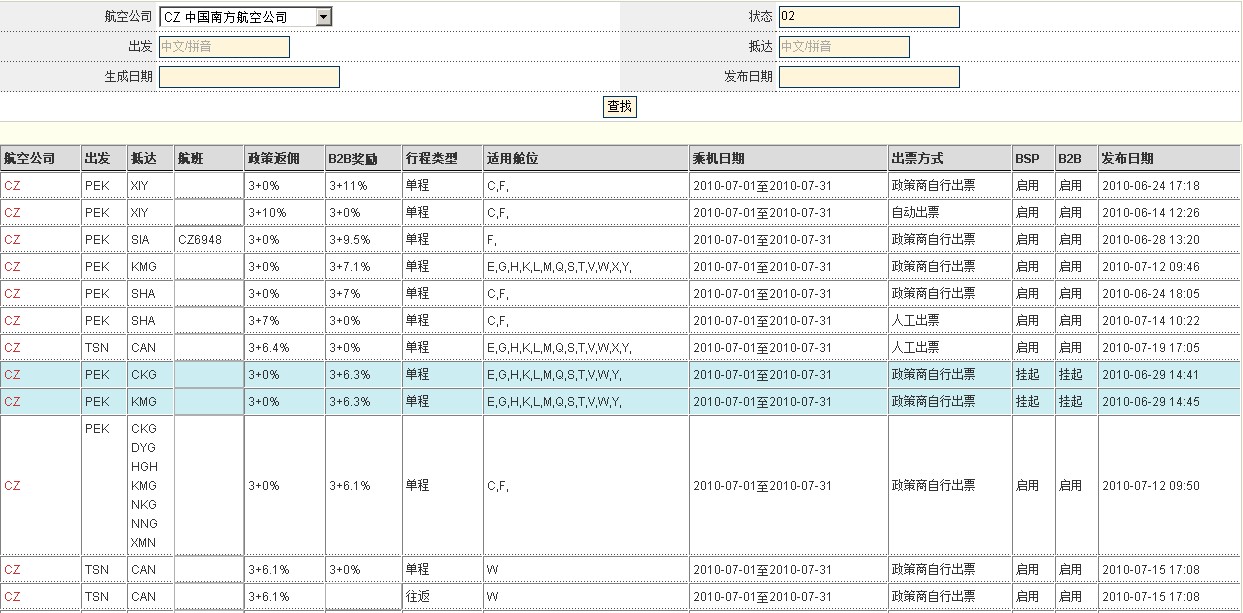 航空公司 CZ 中国南方航空公司 状态 02
出发 中文/拼音 抵达 中文/拼音
生成日期 发布日期
查找
航空公司 出发 抵达 航班 政策返佣 B2B奖励 行程类型 适用舱位 乘机日期 出票方式 BSP B2B 发布日期
CZ PEK XIY 3+0% 3+11% 单程 C,F, 2010-07-01至2010-07-31 政策商自行出票 启用 启用 2010-06-24 17:18
CZ PEK XIY 3+10% 3+0% 单程 C,F, 2010-07-01至2010-07-31 自动出票 启用 启用 2010-06-14 12:26
CZ PEK SIA CZ6948 3+0% 3+9.5% 单程 F, 2010-07-01至2010-07-31 政策商自行出票 启用 启用 2010-06-28 13:20
CZ PEK KMG 3+0% 3+7.1% 单程 E,G,H,K,L,M,Q,S,T,V,W,X,Y, 2010-07-01至2010-07-31 政策商自行出票 启用 启用 2010-07-12 09:46
CZ PEK SHA 3+0% 3+7% 单程 C,F, 2010-07-01至2010-07-31 政策商自行出票 启用 启用 2010-06-24 18:05
CZ PEK SHA 3+7% 3+0% 单程 C,F, 2010-07-01至2010-07-31 人工出票 启用 启用 2010-07-14 10:22
CZ TSN CAN 3+6.4% 3+0% 单程 E,G,H,K,L,M,Q,S,T,V,W,X,Y, 2010-07-01至2010-07-31 人工出票 启用 启用 2010-07-19 17:05
CZ PEK CKG 3+0% 3+6.3% 单程 E,G,H,K,L,M,Q,S,T,V,W,Y, 2010-07-01至2010-07-31 政策商自行出票 挂起 挂起 2010-06-29 14:41
CZ PEK KMG 3+0% 3+6.3% 单程 E,G,H,K,L,M,Q,S,T,V,W,Y, 2010-07-01至2010-07-31 政策商自行出票 挂起 挂起 2010-06-29 14:45
PEK CKG
DYG
HGH
CZ KMG 3+0% 3+6.1% 单程 C,F, 2010-07-01至2010-07-31 政策商自行出票 启用 启用 2010-07-12 09:50
NKG
NNG
XMN
CZ TSN CAN 3+6.1% 3+0% 单程 W 2010-07-01至2010-07-31 政策商自行出票 启用 启用 2010-07-15 17:08
CZ TSN CAN 3+6.1% 往返 W 2010-07-01至2010-07-31 政策商自行出票 启用 启用 2010-07-15 17:08